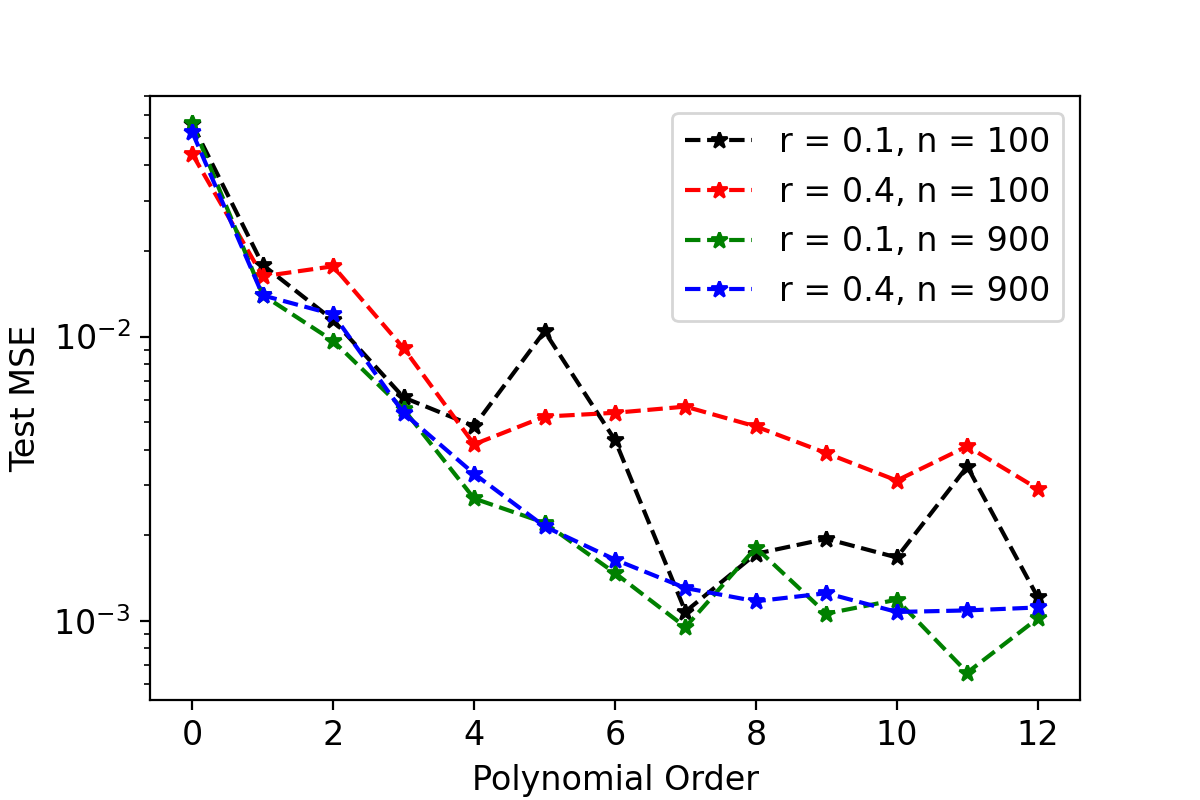 r = 0.1, n = 100
r = 0.4, n = 100
r = 0.1, n = 900
r = 0.4, n = 900
Test MSE
10⁻²
10⁻³
0 2 4 6 8 10 12
Polynomial Order